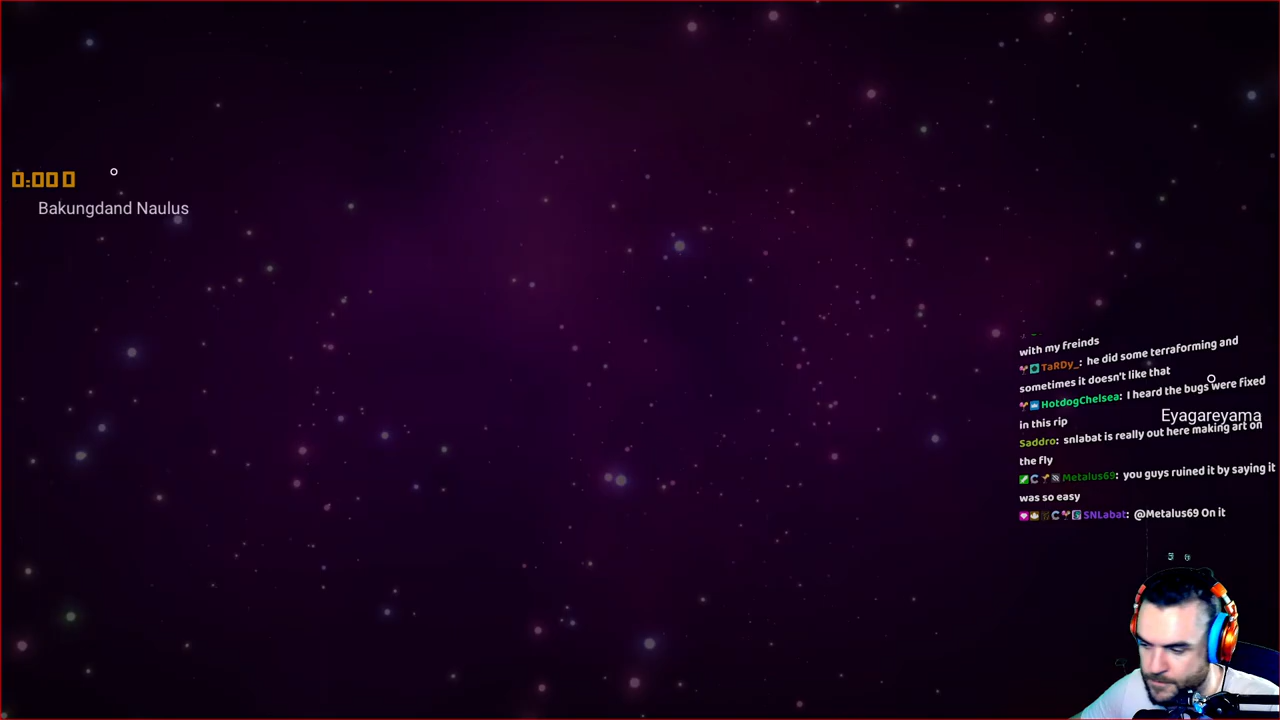 0:00 0
Bakungdand Naulus
with my freinds
TaRDy_: he did some terraforming and
sometimes it doesn't like that
HotdogChelsea: I heard the bugs were fixed
in this rip
Eyagareyama
Saddro: snlabat is really out here making art on
the fly
Metalus69: you guys ruined it by saying it
was so easy
SNLabat: @Metalus69 On it